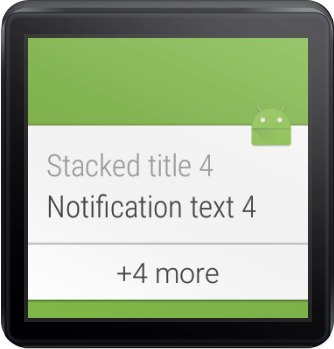 Stacked title 4
Notification text 4
+4 more